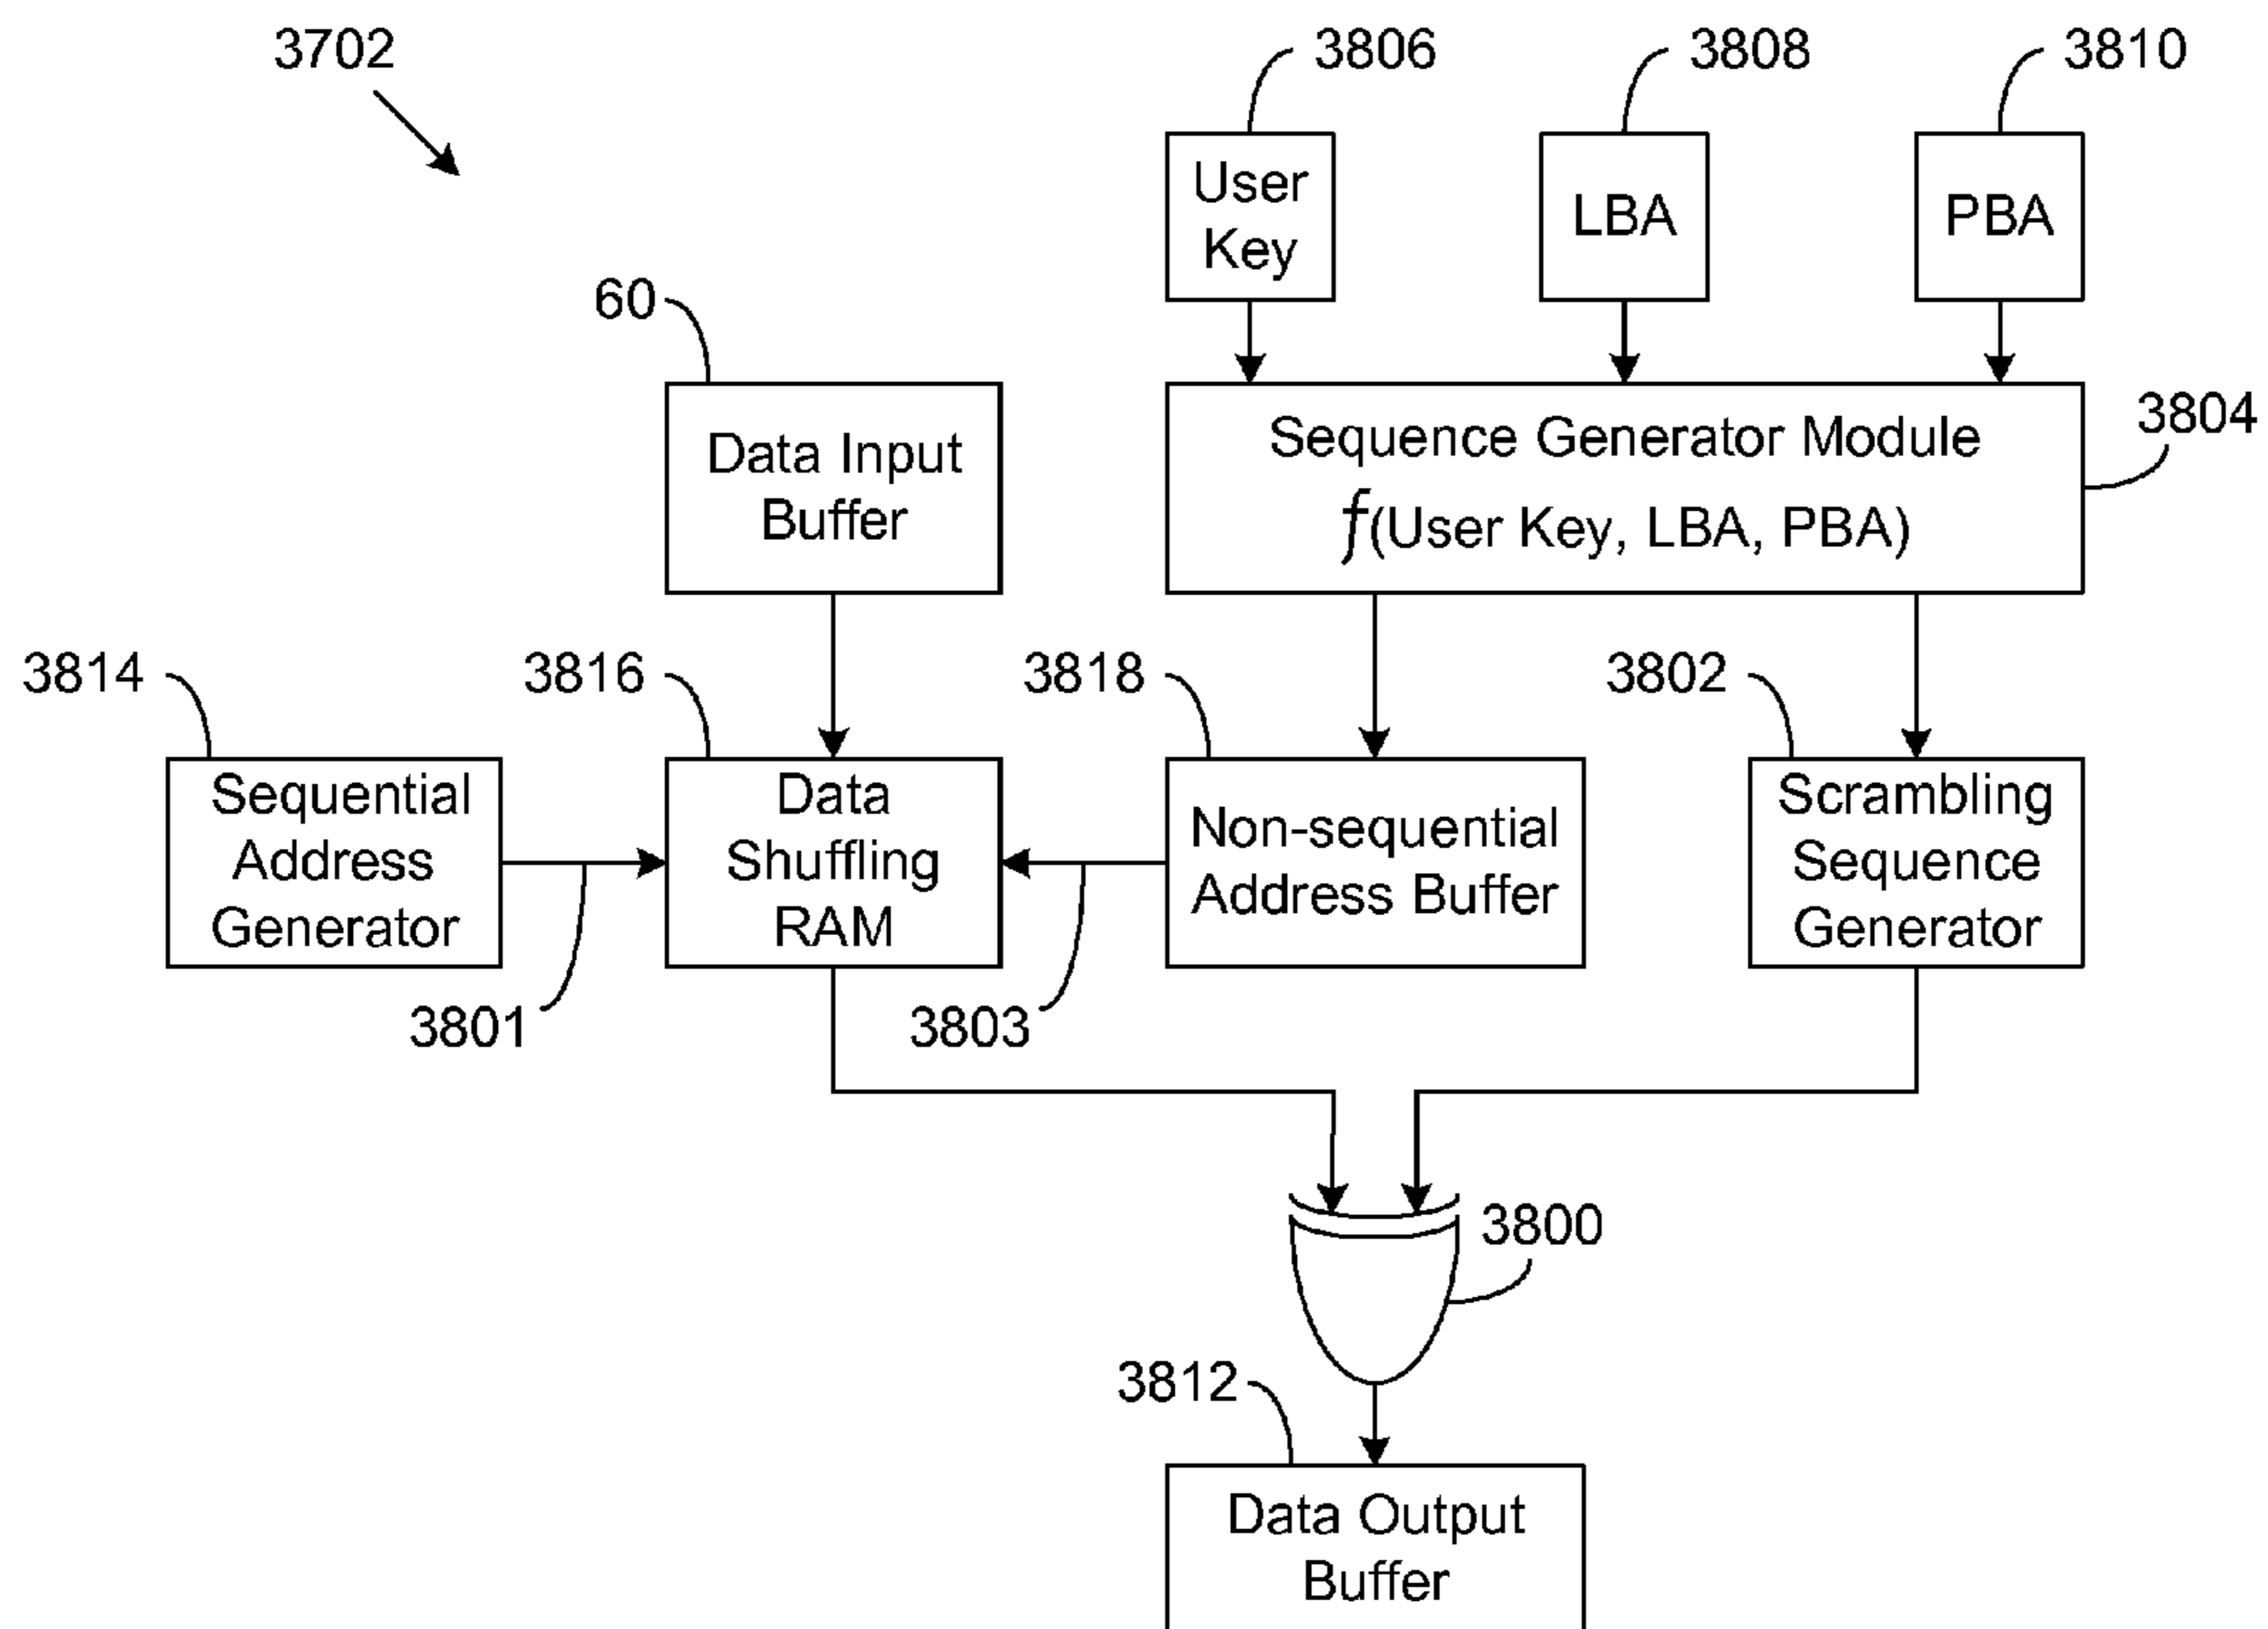 3702
3806
3808
3810
User
Key
LBA
PBA
60
Data Input
Buffer
Sequence Generator Module
f(User Key, LBA, PBA)
3804
3814
3816
3818
3802
Sequential
Address
Generator
Data
Shuffling
RAM
Non-sequential
Address Buffer
Scrambling
Sequence
Generator
3801
3803
3800
3812
Data Output
Buffer